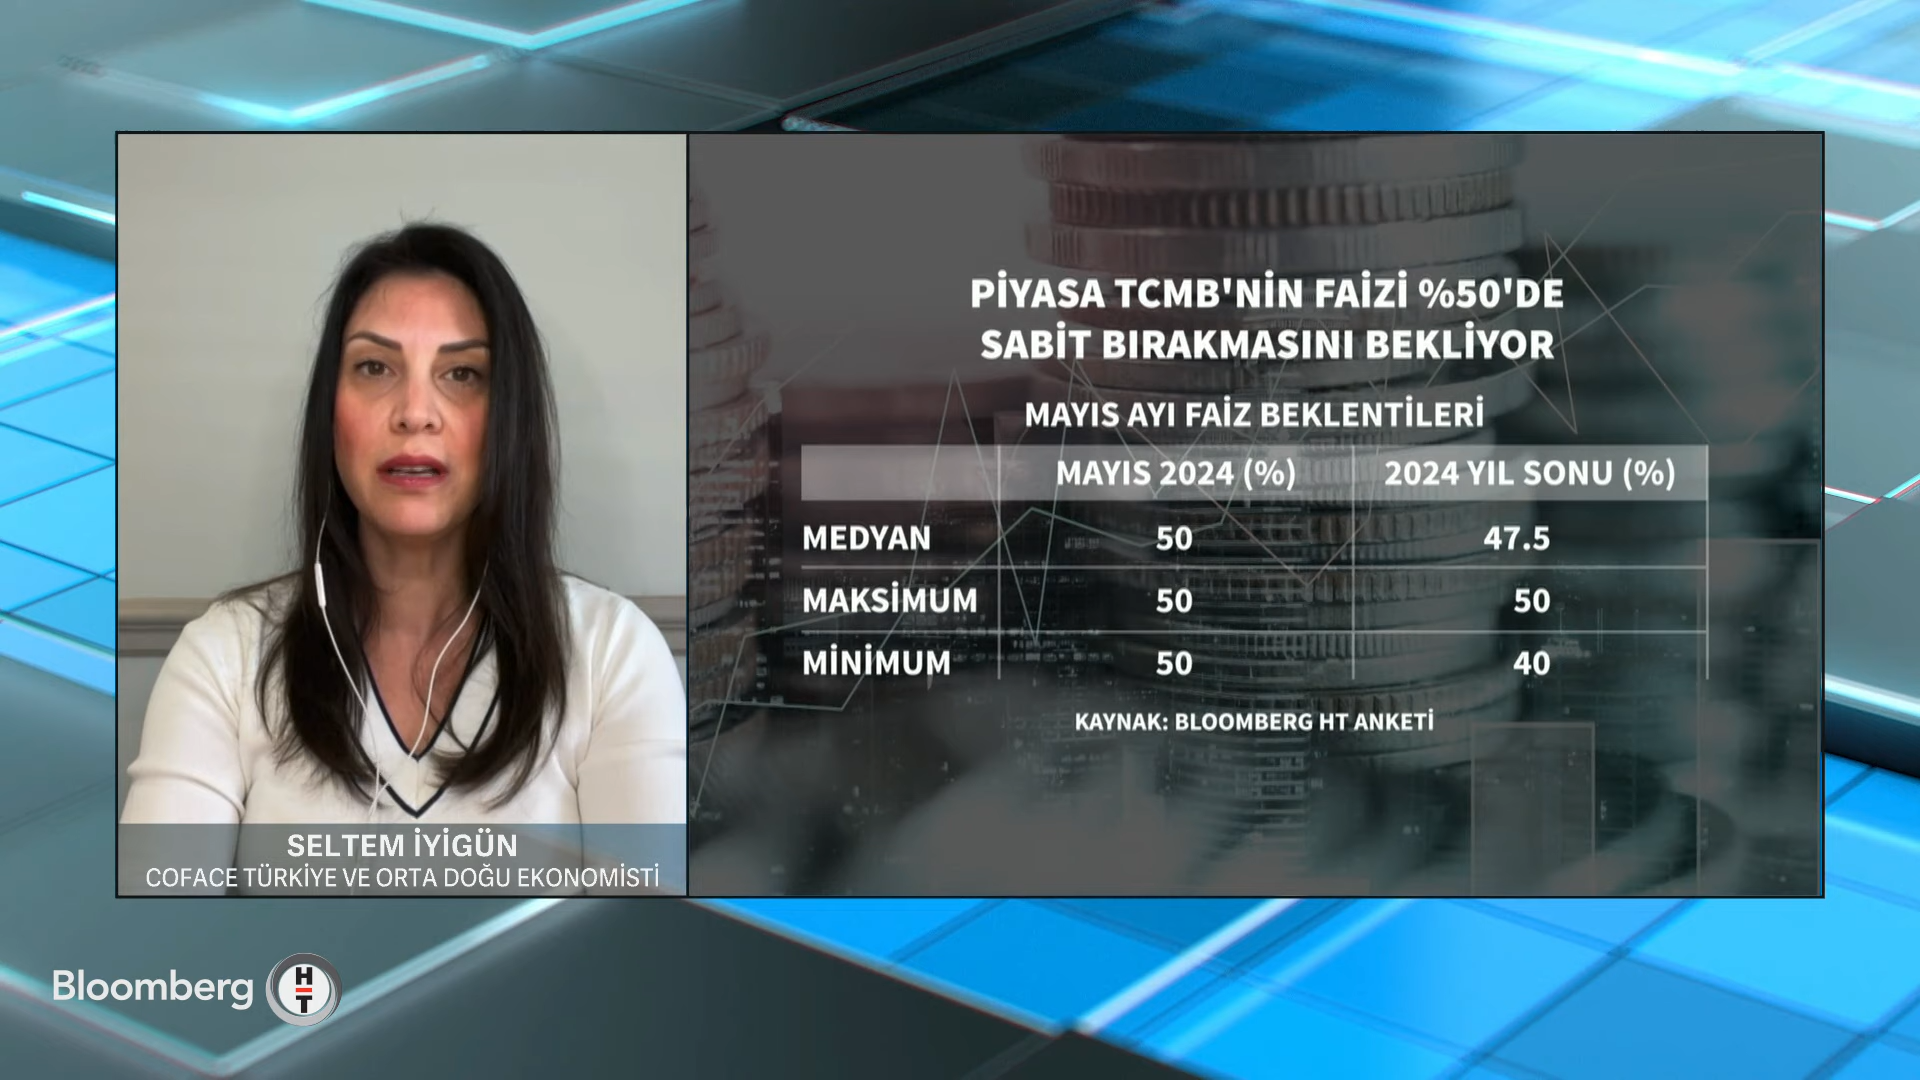 PİYASA TCMB'NİN FAİZİ %50'DE
SABİT BIRAKMASINI BEKLİYOR
MAYIS AYI FAİZ BEKLENTİLERİ
MAYIS 2024 (%) 2024 YIL SONU (%)
MEDYAN 50 47.5
MAKSİMUM 50 50
MİNİMUM 50 40
KAYNAK: BLOOMBERG HT ANKETİ
SELTEM İYİGÜN
COFACE TÜRKİYE VE ORTA DOĞU EKONOMİSTİ
Bloomberg HT